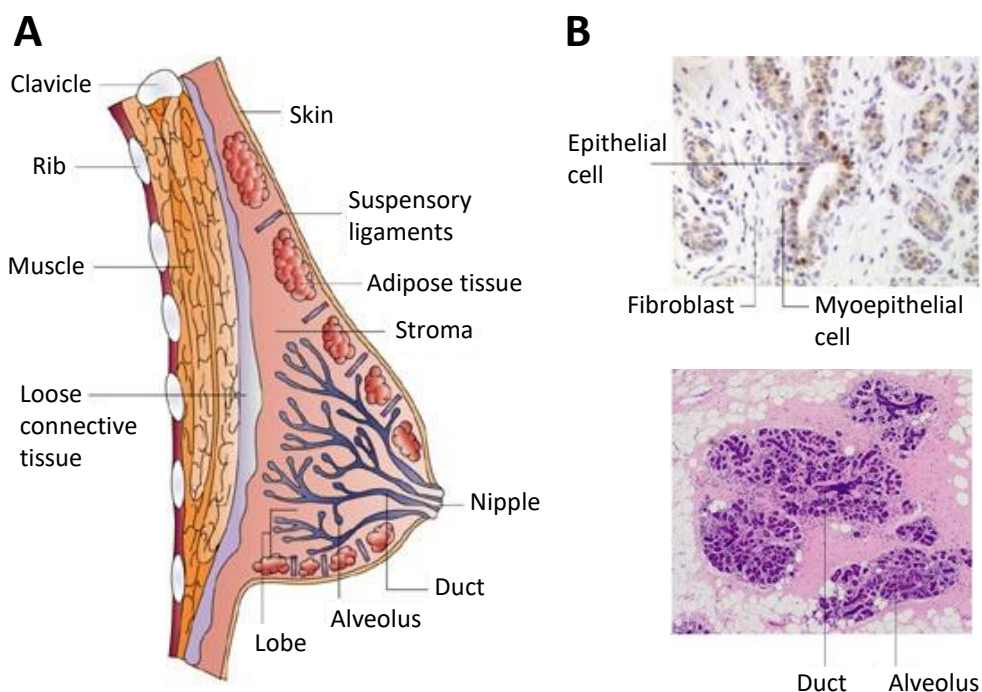 A
Clavicle
Rib
Muscle
Loose
connective
tissue
Skin
Suspensory
ligaments
Adipose tissue
Stroma
Nipple
Duct
Alveolus
Lobe
B
Epithelial
cell
Fibroblast
Myoepithelial
cell
Duct
Alveolus